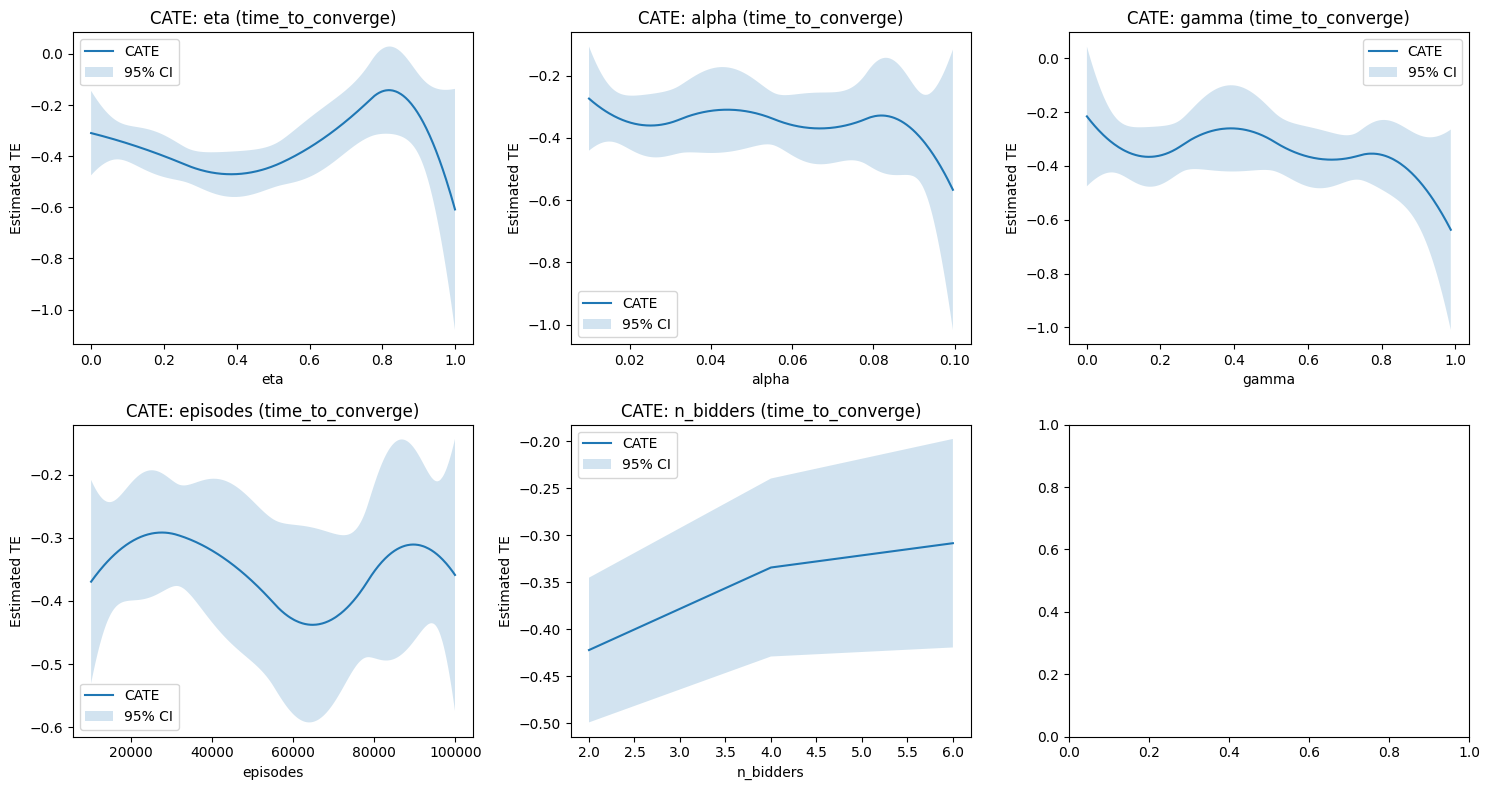 CATE: eta (time_to_converge)
CATE
95% CI
Estimated TE
0.0
−0.2
−0.4
−0.6
−0.8
−1.0
0.0 0.2 0.4 0.6 0.8 1.0
eta
CATE: alpha (time_to_converge)
Estimated TE
−0.2
−0.4
−0.6
−0.8
−1.0
CATE
95% CI
0.02 0.04 0.06 0.08 0.10
alpha
CATE: gamma (time_to_converge)
CATE
95% CI
Estimated TE
0.0
−0.2
−0.4
−0.6
−0.8
−1.0
0.0 0.2 0.4 0.6 0.8 1.0
gamma
CATE: episodes (time_to_converge)
Estimated TE
−0.2
−0.3
−0.4
−0.5
−0.6
CATE
95% CI
20000 40000 60000 80000 100000
episodes
CATE: n_bidders (time_to_converge)
CATE
95% CI
Estimated TE
−0.20
−0.25
−0.30
−0.35
−0.40
−0.45
−0.50
2.0 2.5 3.0 3.5 4.0 4.5 5.0 5.5 6.0
n_bidders
1.0
0.8
0.6
0.4
0.2
0.0
0.0 0.2 0.4 0.6 0.8 1.0